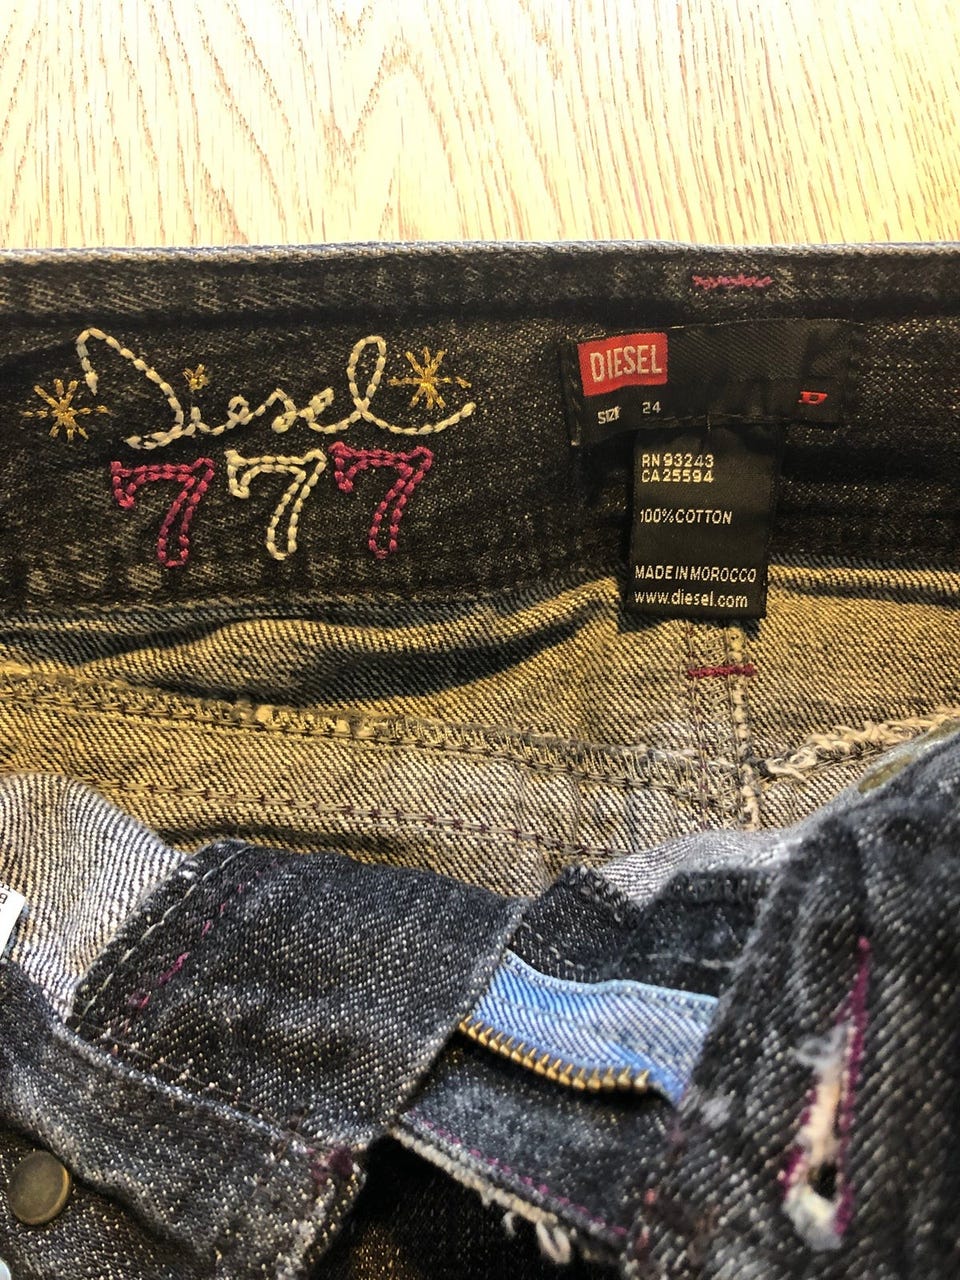 Diesel
777
DIESEL
SIZE 24
D
RN 93243
CA 25594
100% COTTON
MADE IN MOROCCO
www.diesel.com